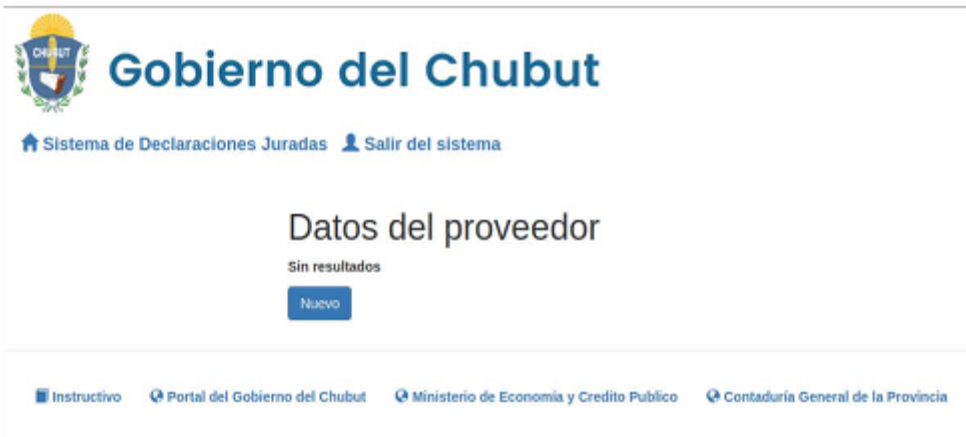 CHUBUT
Gobierno del Chubut
Sistema de Declaraciones Juradas Salir del sistema
Datos del proveedor
Sin resultados
Nuevo
Instructivo Portal del Gobierno del Chubut Ministerio de Economía y Credito Publico Contaduría General de la Provincia